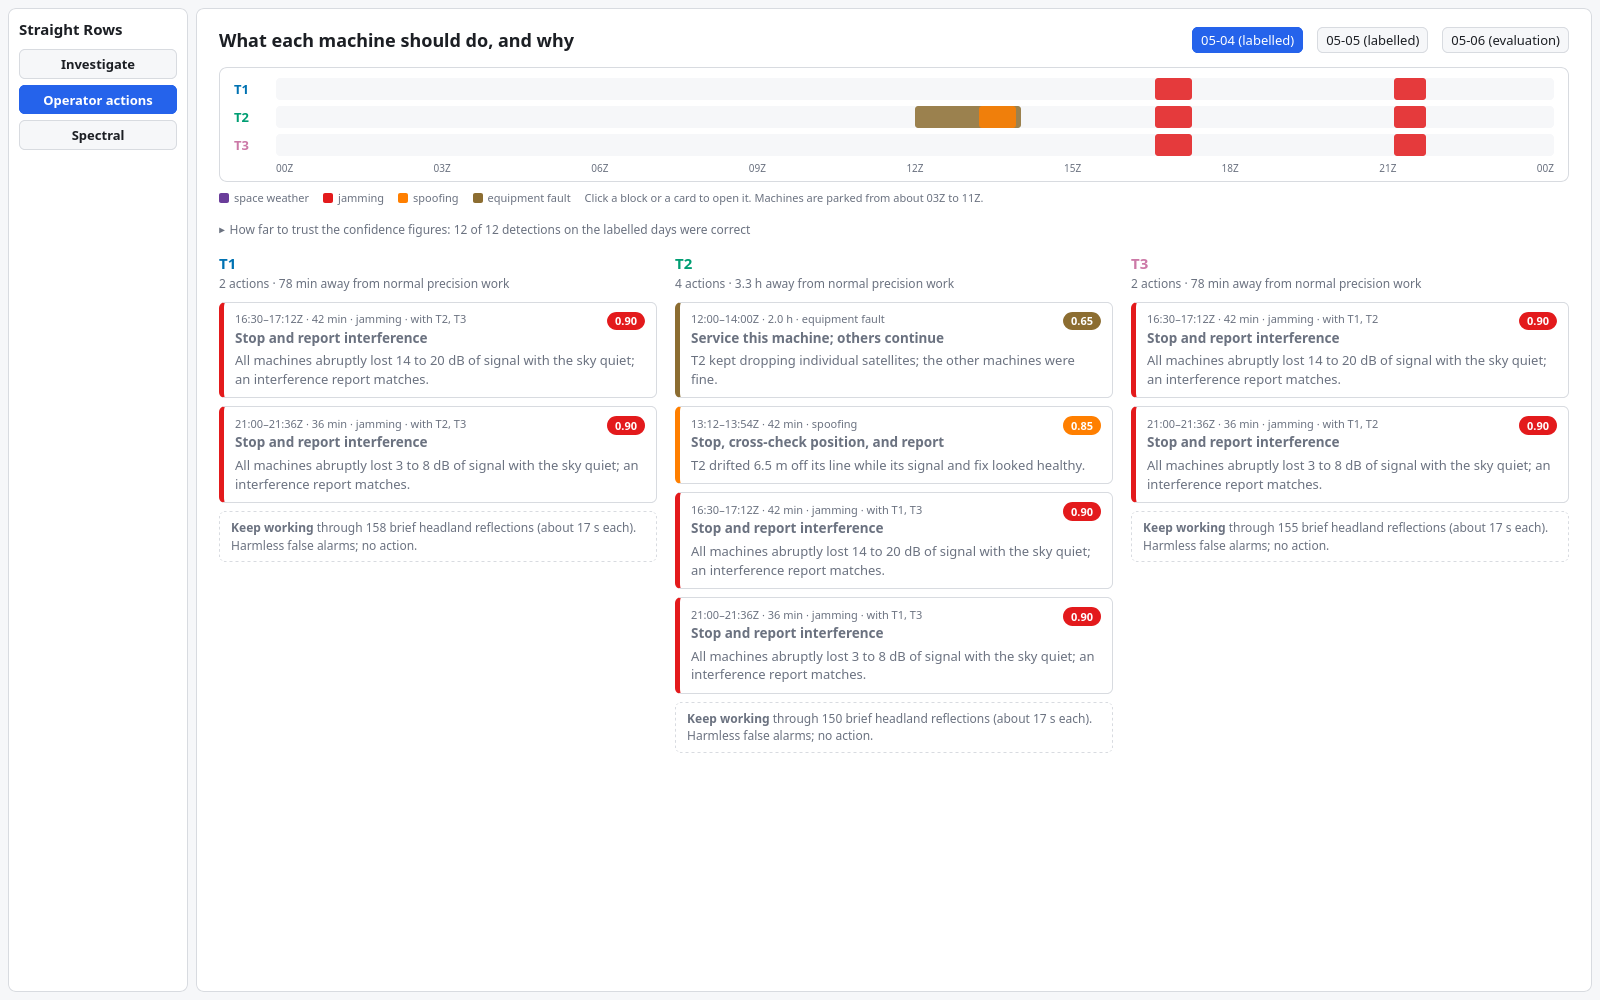 Straight Rows
Investigate
Operator actions
Spectral
What each machine should do, and why
05-04 (labelled)
05-05 (labelled)
05-06 (evaluation)
T1
T2
T3
00Z 03Z 06Z 09Z 12Z 15Z 18Z 21Z 00Z
space weather jamming spoofing equipment fault Click a block or a card to open it. Machines are parked from about 03Z to 11Z.
▸ How far to trust the confidence figures: 12 of 12 detections on the labelled days were correct
T1
2 actions · 78 min away from normal precision work
16:30–17:12Z · 42 min · jamming · with T2, T3
0.90
Stop and report interference
All machines abruptly lost 14 to 20 dB of signal with the sky quiet;
an interference report matches.
21:00–21:36Z · 36 min · jamming · with T2, T3
0.90
Stop and report interference
All machines abruptly lost 3 to 8 dB of signal with the sky quiet; an
interference report matches.
Keep working through 158 brief headland reflections (about 17 s each).
Harmless false alarms; no action.
T2
4 actions · 3.3 h away from normal precision work
12:00–14:00Z · 2.0 h · equipment fault
0.65
Service this machine; others continue
T2 kept dropping individual satellites; the other machines were
fine.
13:12–13:54Z · 42 min · spoofing
0.85
Stop, cross-check position, and report
T2 drifted 6.5 m off its line while its signal and fix looked healthy.
16:30–17:12Z · 42 min · jamming · with T1, T3
0.90
Stop and report interference
All machines abruptly lost 14 to 20 dB of signal with the sky quiet;
an interference report matches.
21:00–21:36Z · 36 min · jamming · with T1, T3
0.90
Stop and report interference
All machines abruptly lost 3 to 8 dB of signal with the sky quiet; an
interference report matches.
Keep working through 150 brief headland reflections (about 17 s each).
Harmless false alarms; no action.
T3
2 actions · 78 min away from normal precision work
16:30–17:12Z · 42 min · jamming · with T1, T2
0.90
Stop and report interference
All machines abruptly lost 14 to 20 dB of signal with the sky quiet;
an interference report matches.
21:00–21:36Z · 36 min · jamming · with T1, T2
0.90
Stop and report interference
All machines abruptly lost 3 to 8 dB of signal with the sky quiet; an
interference report matches.
Keep working through 155 brief headland reflections (about 17 s each).
Harmless false alarms; no action.